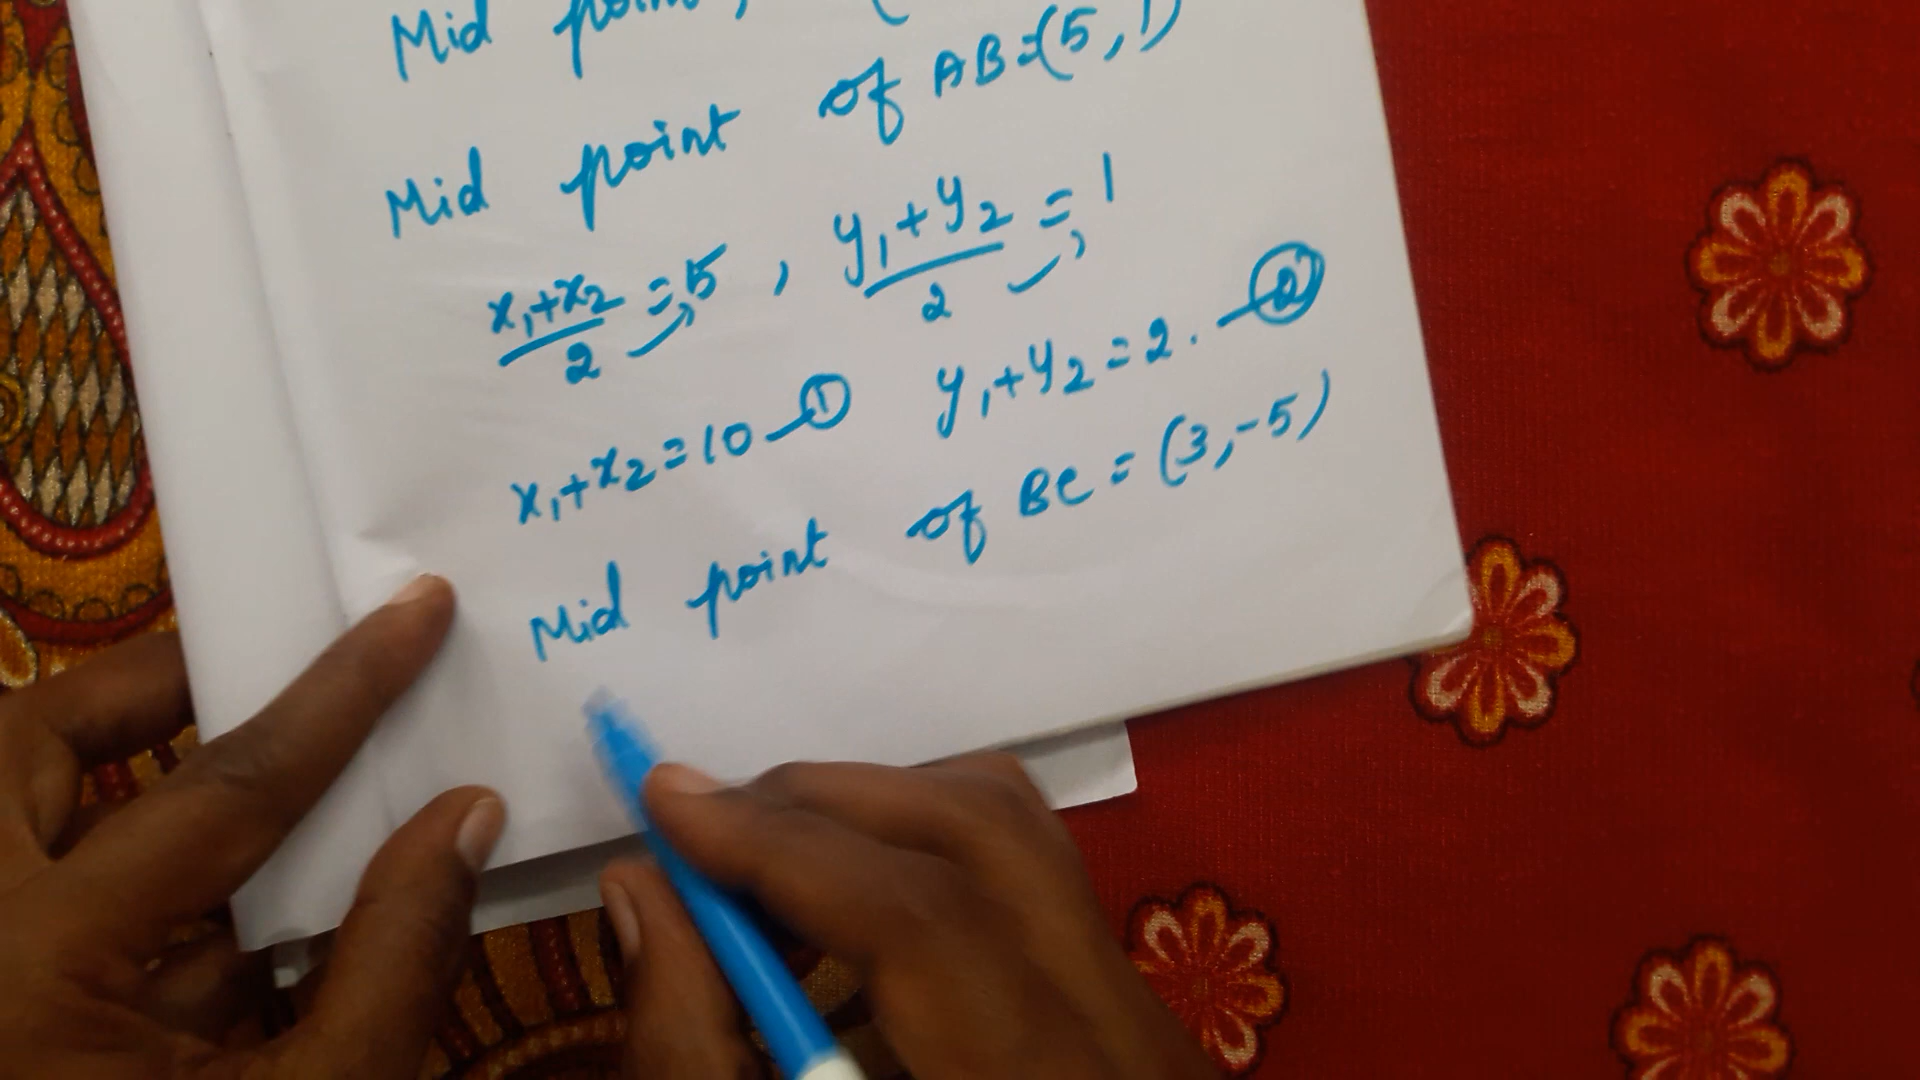 Mid point, (
Mid point of AB=(5,1)
x₁+x₂/2 = 5 , y₁+y₂/2 = 1
x₁+x₂=10 — ① y₁+y₂=2. — ②
Mid point of BC = (3,-5)